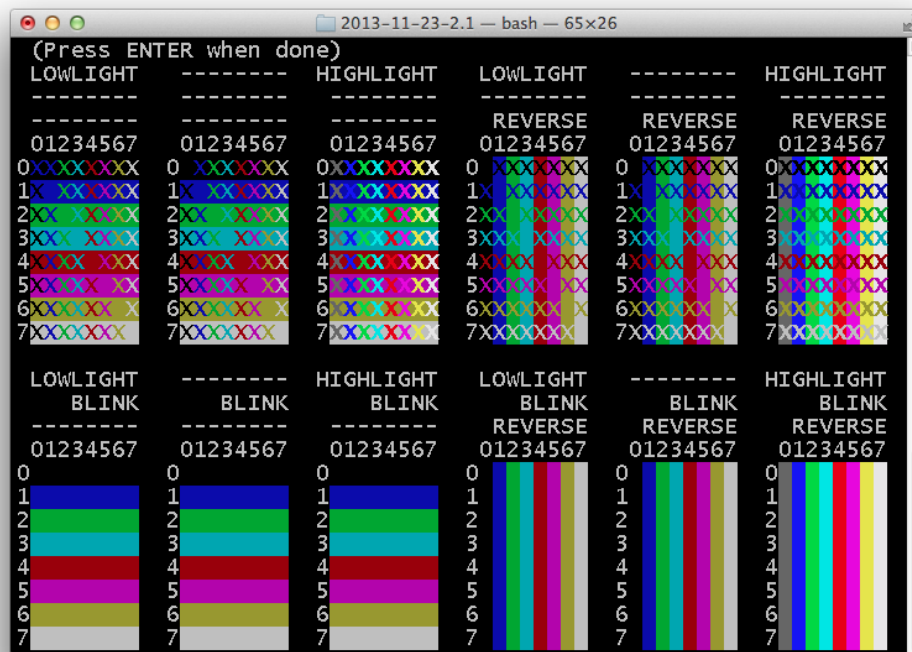 2013-11-23-2.1 — bash — 65×26
(Press ENTER when done)
LOWLIGHT -------- HIGHLIGHT LOWLIGHT -------- HIGHLIGHT
-------- -------- -------- -------- -------- --------
-------- -------- -------- REVERSE REVERSE REVERSE
01234567 01234567 01234567 01234567 01234567 01234567
0 XXXXXXX 0 XXXXXXX 0XXXXXXXX 0 XXXXXXX 0 XXXXXXX 0XXXXXXXX
1X XXXXXX 1X XXXXXX 1XXXXXXXX 1X XXXXXX 1X XXXXXX 1XXXXXXXX
2XX XXXXX 2XX XXXXX 2XXXXXXXX 2XX XXXXX 2XX XXXXX 2XXXXXXXX
3XXX XXXX 3XXX XXXX 3XXXXXXXX 3XXX XXXX 3XXX XXXX 3XXXXXXXX
4XXXX XXX 4XXXX XXX 4XXXXXXXX 4XXXX XXX 4XXXX XXX 4XXXXXXXX
5XXXXX XX 5XXXXX XX 5XXXXXXXX 5XXXXX XX 5XXXXX XX 5XXXXXXXX
6XXXXXX X 6XXXXXX X 6XXXXXXXX 6XXXXXX X 6XXXXXX X 6XXXXXXXX
7XXXXXXX 7XXXXXXX 7XXXXXXXX 7XXXXXXX 7XXXXXXX 7XXXXXXXX
LOWLIGHT -------- HIGHLIGHT LOWLIGHT -------- HIGHLIGHT
BLINK BLINK BLINK BLINK BLINK BLINK
-------- -------- -------- REVERSE REVERSE REVERSE
01234567 01234567 01234567 01234567 01234567 01234567
0 0 0 0 0 0
1 1 1 1 1 1
2 2 2 2 2 2
3 3 3 3 3 3
4 4 4 4 4 4
5 5 5 5 5 5
6 6 6 6 6 6
7 7 7 7 7 7